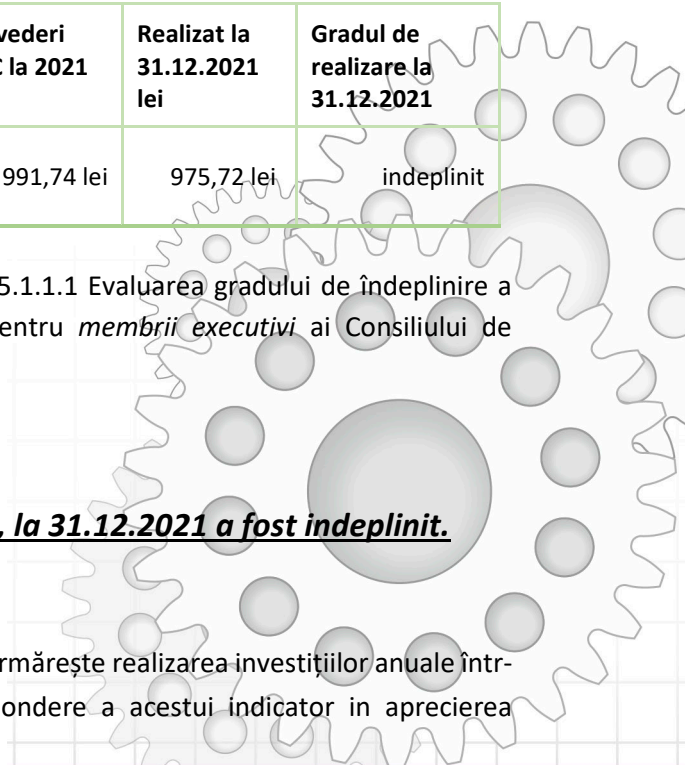 vederi Realizat la Gradul de
C la 2021 31.12.2021 realizare la
lei 31.12.2021
991,74 lei 975,72 lei indeplinit
5.1.1.1 Evaluarea gradului de îndeplinire a
entru membrii executivi ai Consiliului de
, la 31.12.2021 a fost indeplinit.
rmărește realizarea investițiilor anuale într-
ondere a acestui indicator in aprecierea